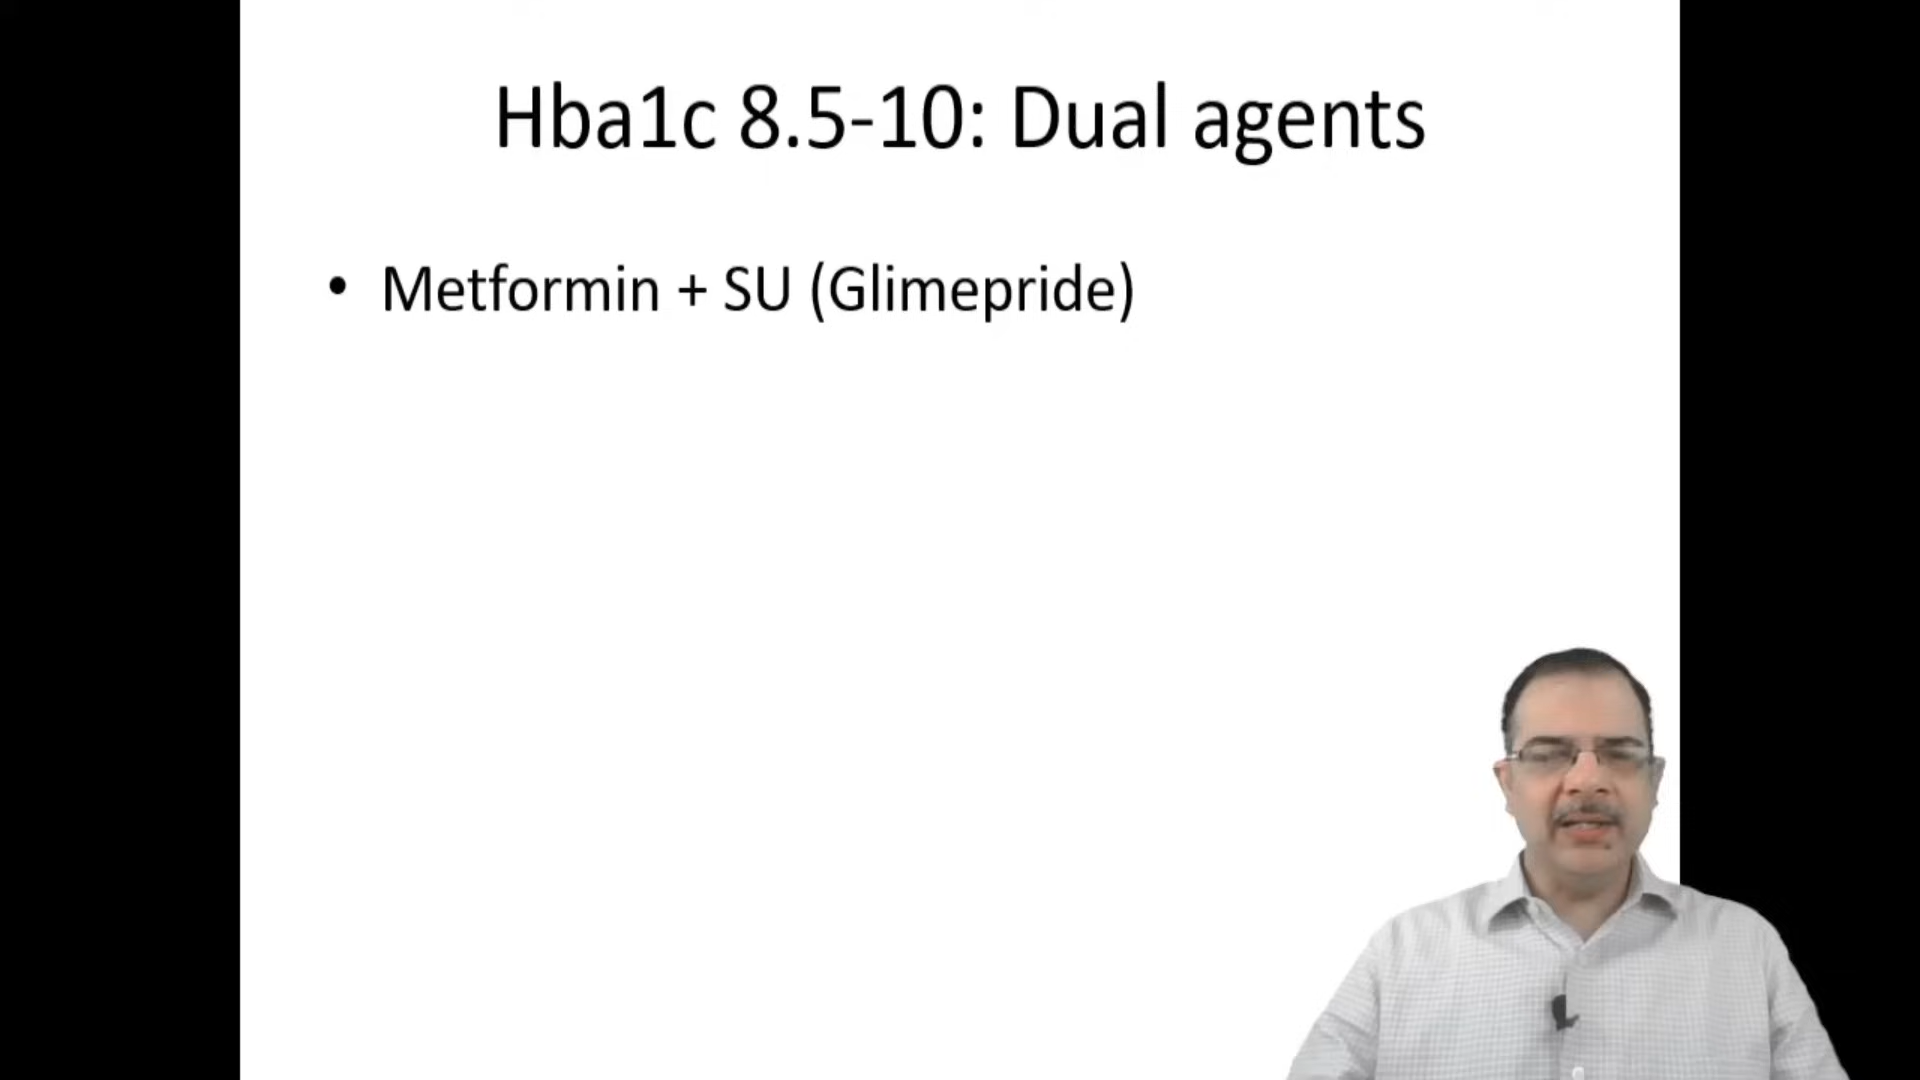 Hba1c 8.5-10: Dual agents
• Metformin + SU (Glimepride)